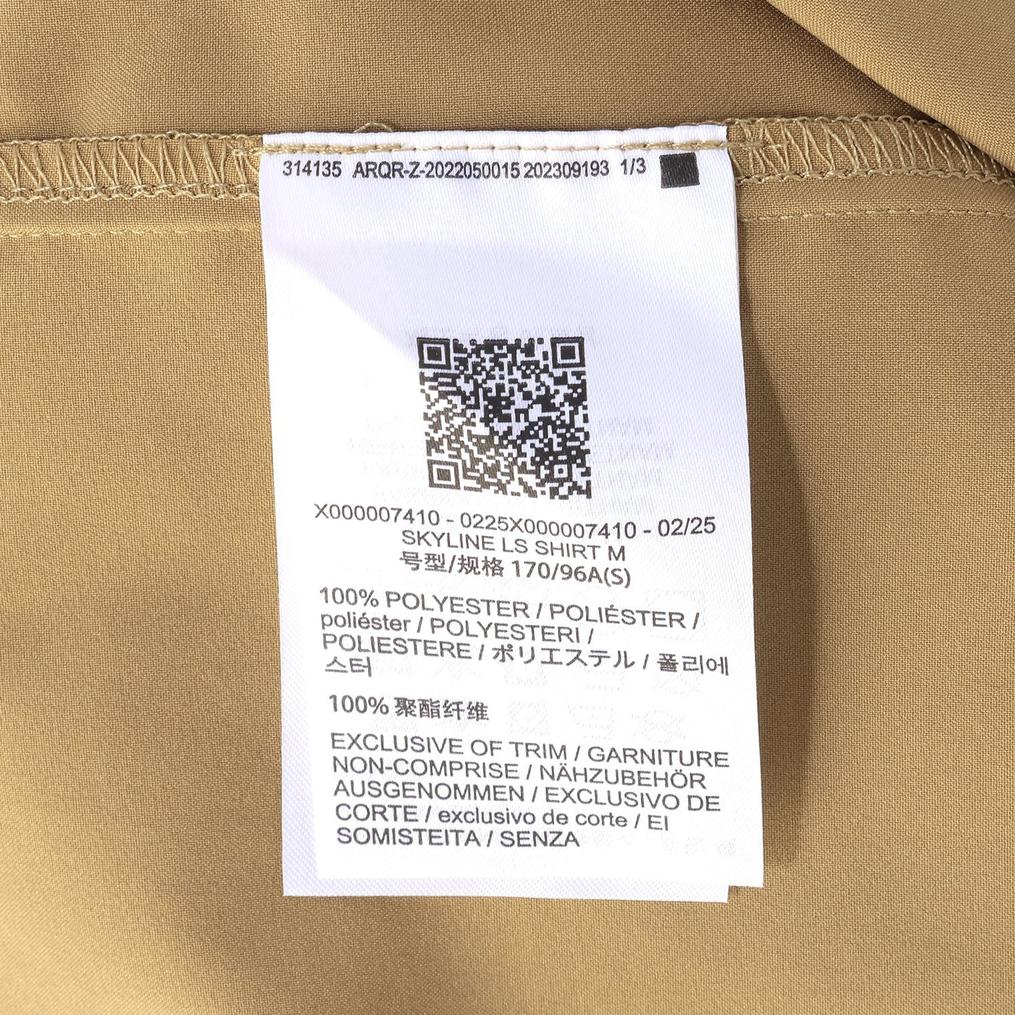 314135 ARQR-Z-2022050015 202309193 1/3
X000007410 - 0225X000007410 - 02/25
SKYLINE LS SHIRT M
号型/规格 170/96A(S)
100% POLYESTER / POLIÉSTER /
poliéster / POLYESTERI /
POLIESTERE / ポリエステル / 폴리에
스터
100% 聚酯纤维
EXCLUSIVE OF TRIM / GARNITURE
NON-COMPRISE / NÄHZUBEHÖR
AUSGENOMMEN / EXCLUSIVO DE
CORTE / exclusivo de corte / EI
SOMISTEITA / SENZA